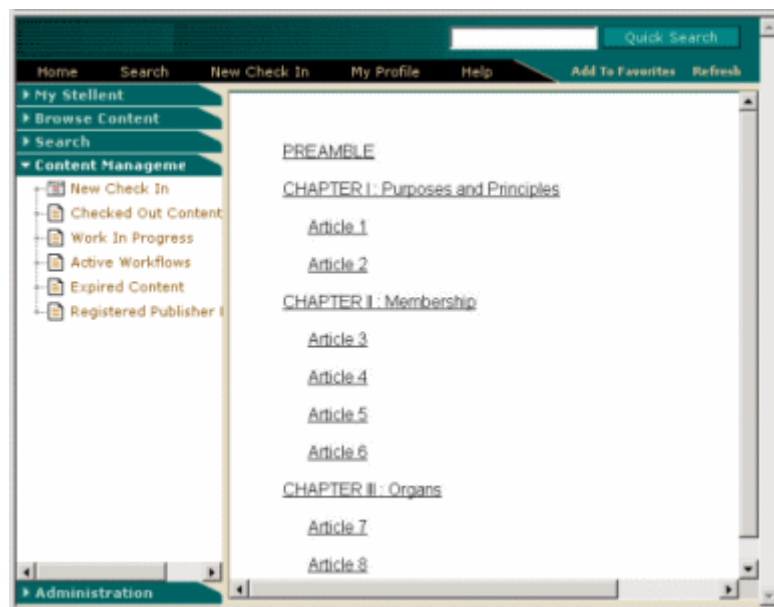 Quick Search
Home Search New Check In My Profile Help Add To Favorites Refresh
My Stellent
Browse Content
Search
Content Manageme
New Check In
Checked Out Content
Work In Progress
Active Workflows
Expired Content
Registered Publisher
Administration
PREAMBLE
CHAPTER I : Purposes and Principles
Article 1
Article 2
CHAPTER II : Membership
Article 3
Article 4
Article 5
Article 6
CHAPTER III : Organs
Article 7
Article 8